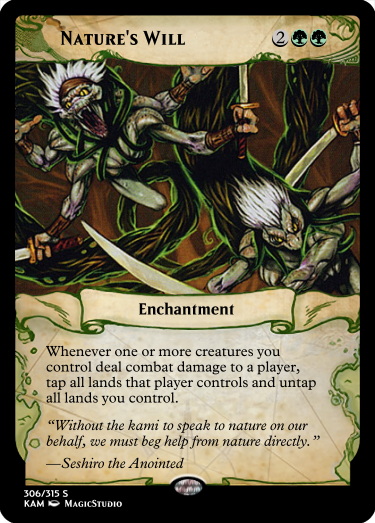 Nature's Will 2
Enchantment
Whenever one or more creatures you
control deal combat damage to a player,
tap all lands that player controls and untap
all lands you control.
“Without the kami to speak to nature on our
behalf, we must beg help from nature directly.”
—Seshiro the Anointed
306/315 S
KAM MagicStudio